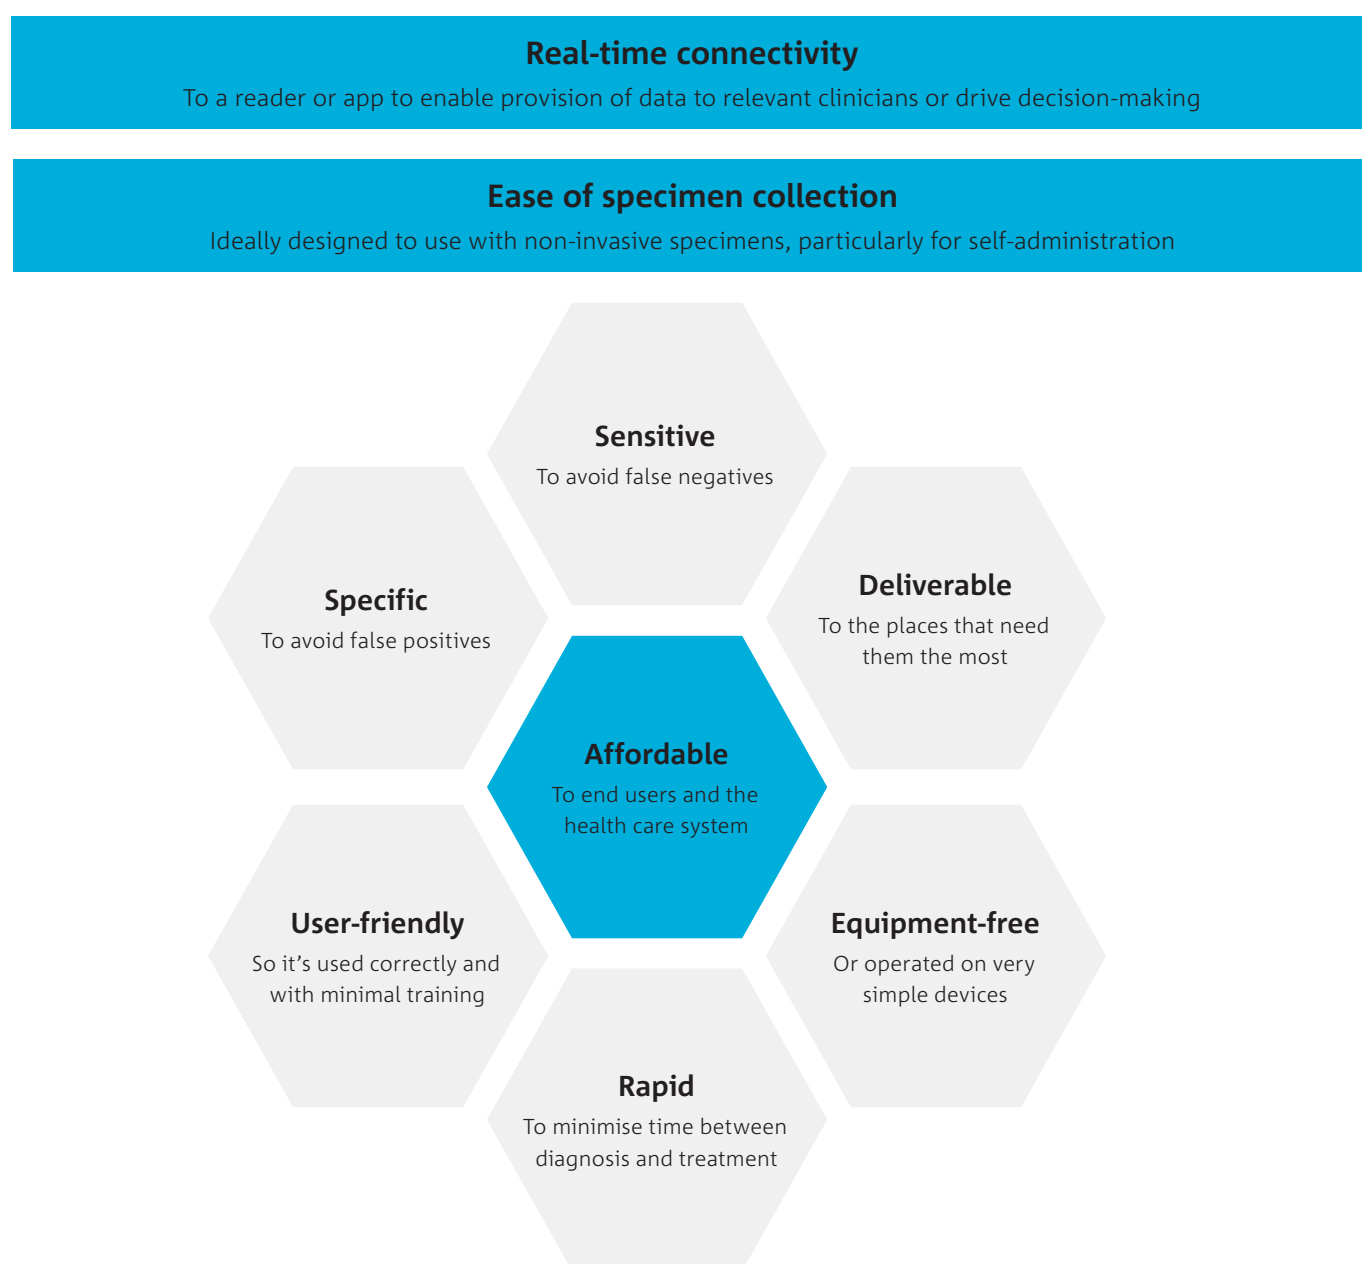 Real-time connectivity
To a reader or app to enable provision of data to relevant clinicians or drive decision-making
Ease of specimen collection
Ideally designed to use with non-invasive specimens, particularly for self-administration
Sensitive
To avoid false negatives
Specific
To avoid false positives
Deliverable
To the places that need
them the most
Affordable
To end users and the
health care system
User-friendly
So it’s used correctly and
with minimal training
Equipment-free
Or operated on very
simple devices
Rapid
To minimise time between
diagnosis and treatment